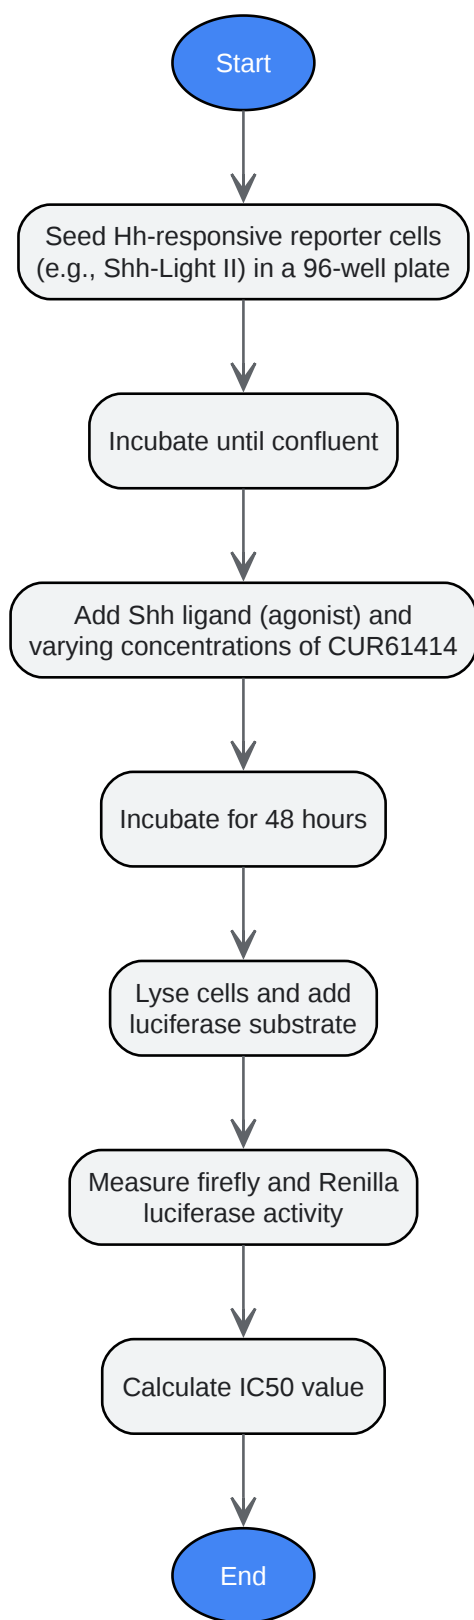 Start
Seed Hh-responsive reporter cells
(e.g., Shh-Light II) in a 96-well plate
Incubate until confluent
Add Shh ligand (agonist) and
varying concentrations of CUR61414
Incubate for 48 hours
Lyse cells and add
luciferase substrate
Measure firefly and Renilla
luciferase activity
Calculate IC50 value
End